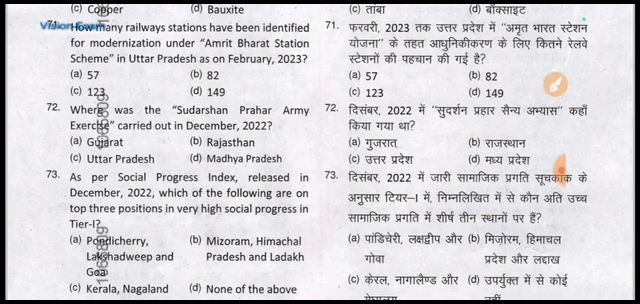 (c) Copper (d) Bauxite
71. How many railways stations have been identified
for modernization under "Amrit Bharat Station
Scheme" in Uttar Pradesh as on February, 2023?
(a) 57 (b) 82
(c) 123 (d) 149
72. Where was the "Sudarshan Prahar Army
Exercise" carried out in December, 2022?
(a) Gujarat (b) Rajasthan
(c) Uttar Pradesh (d) Madhya Pradesh
73. As per Social Progress Index, released in
December, 2022, which of the following are on
top three positions in very high social progress in
Tier-I?
(a) Pondicherry, (b) Mizoram, Himachal
Lakshadweep and Pradesh and Ladakh
Goa
(c) Kerala, Nagaland (d) None of the above
(c) तांबा (d) बॉक्साइट
71. फरवरी, 2023 तक उत्तर प्रदेश में "अमृत भारत स्टेशन
योजना" के तहत आधुनिकीकरण के लिए कितने रेलवे
स्टेशनों की पहचान की गई है?
(a) 57 (b) 82
(c) 123 (d) 149
72. दिसंबर, 2022 में "सुदर्शन प्रहार सैन्य अभ्यास" कहाँ
किया गया था?
(a) गुजरात (b) राजस्थान
(c) उत्तर प्रदेश (d) मध्य प्रदेश
73. दिसंबर, 2022 में जारी सामाजिक प्रगति सूचकांक के
अनुसार टियर–I में, निम्नलिखित में से कौन अति उच्च
सामाजिक प्रगति में शीर्ष तीन स्थानों पर हैं?
(a) पांडिचेरी, लक्षद्वीप और (b) मिज़ोरम, हिमाचल
गोवा प्रदेश और लद्दाख
(c) केरल, नागालैण्ड और (d) उपर्युक्त में से कोई